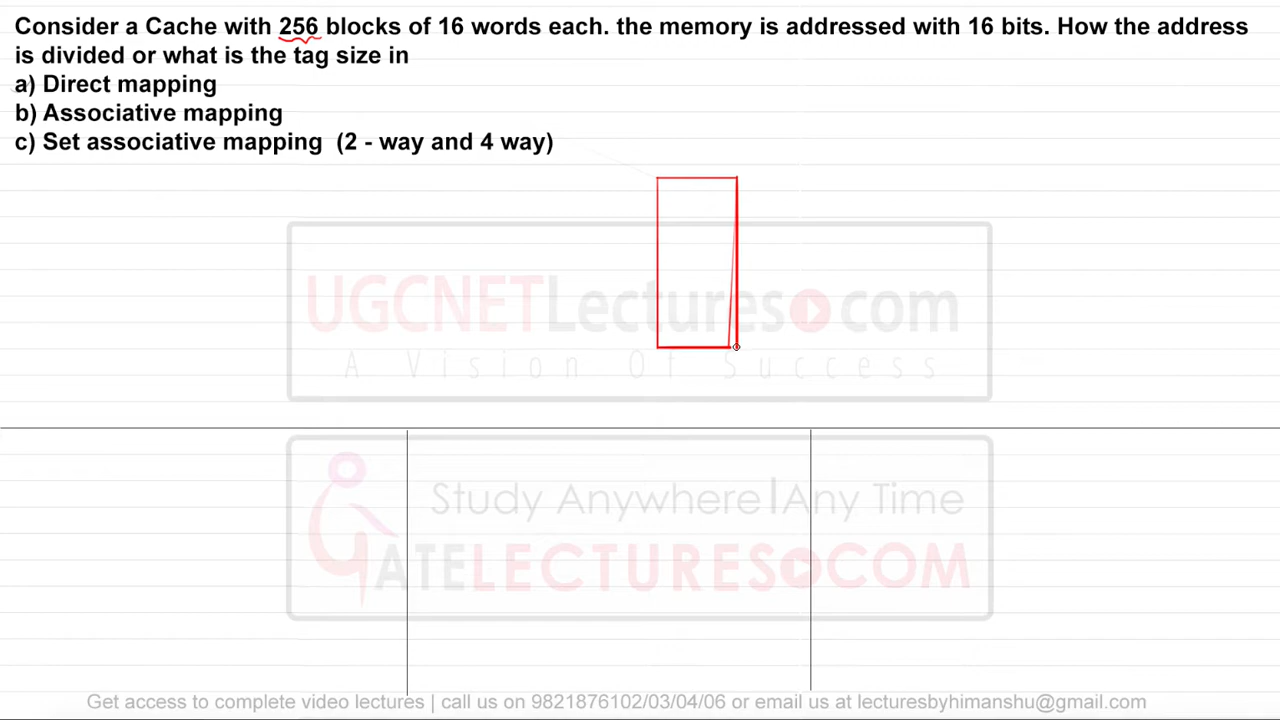 Consider a Cache with 256 blocks of 16 words each. the memory is addressed with 16 bits. How the address
is divided or what is the tag size in
a) Direct mapping
b) Associative mapping
c) Set associative mapping (2 - way and 4 way)
UGCNETLectures.com
A Vision Of Success
Study Anywhere|Any Time
GATELECTURES.COM
Get access to complete video lectures | call us on 9821876102/03/04/06 or email us at lecturesbyhimanshu@gmail.com